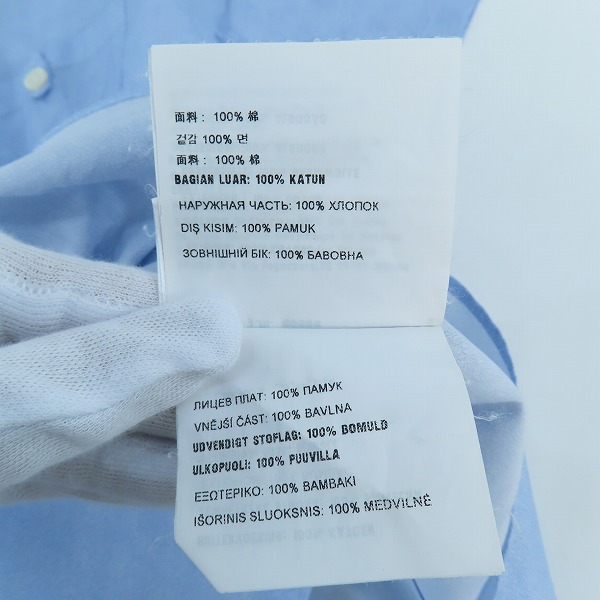 面料： 100% 棉
겉감 100% 면
面料： 100% 棉
BAGIAN LUAR: 100% KATUN
НАРУЖНАЯ ЧАСТЬ: 100% ХЛОПОК
DIŞ KISIM: 100% PAMUK
ЗОВНІШНІЙ БІК: 100% БАВОВНА
ЛИЦЕВ ПЛАТ: 100% ПАМУК
VNĚJŠÍ ČÁST: 100% BAVLNA
UDVENDIGT STOFLAG: 100% BOMULD
ULKOPUOLI: 100% PUUVILLA
ΕΞΩΤΕΡΙΚΟ: 100% ΒΑΜΒΑΚΙ
IŠORINIS SLUOKSNIS: 100% MEDVILNĖ